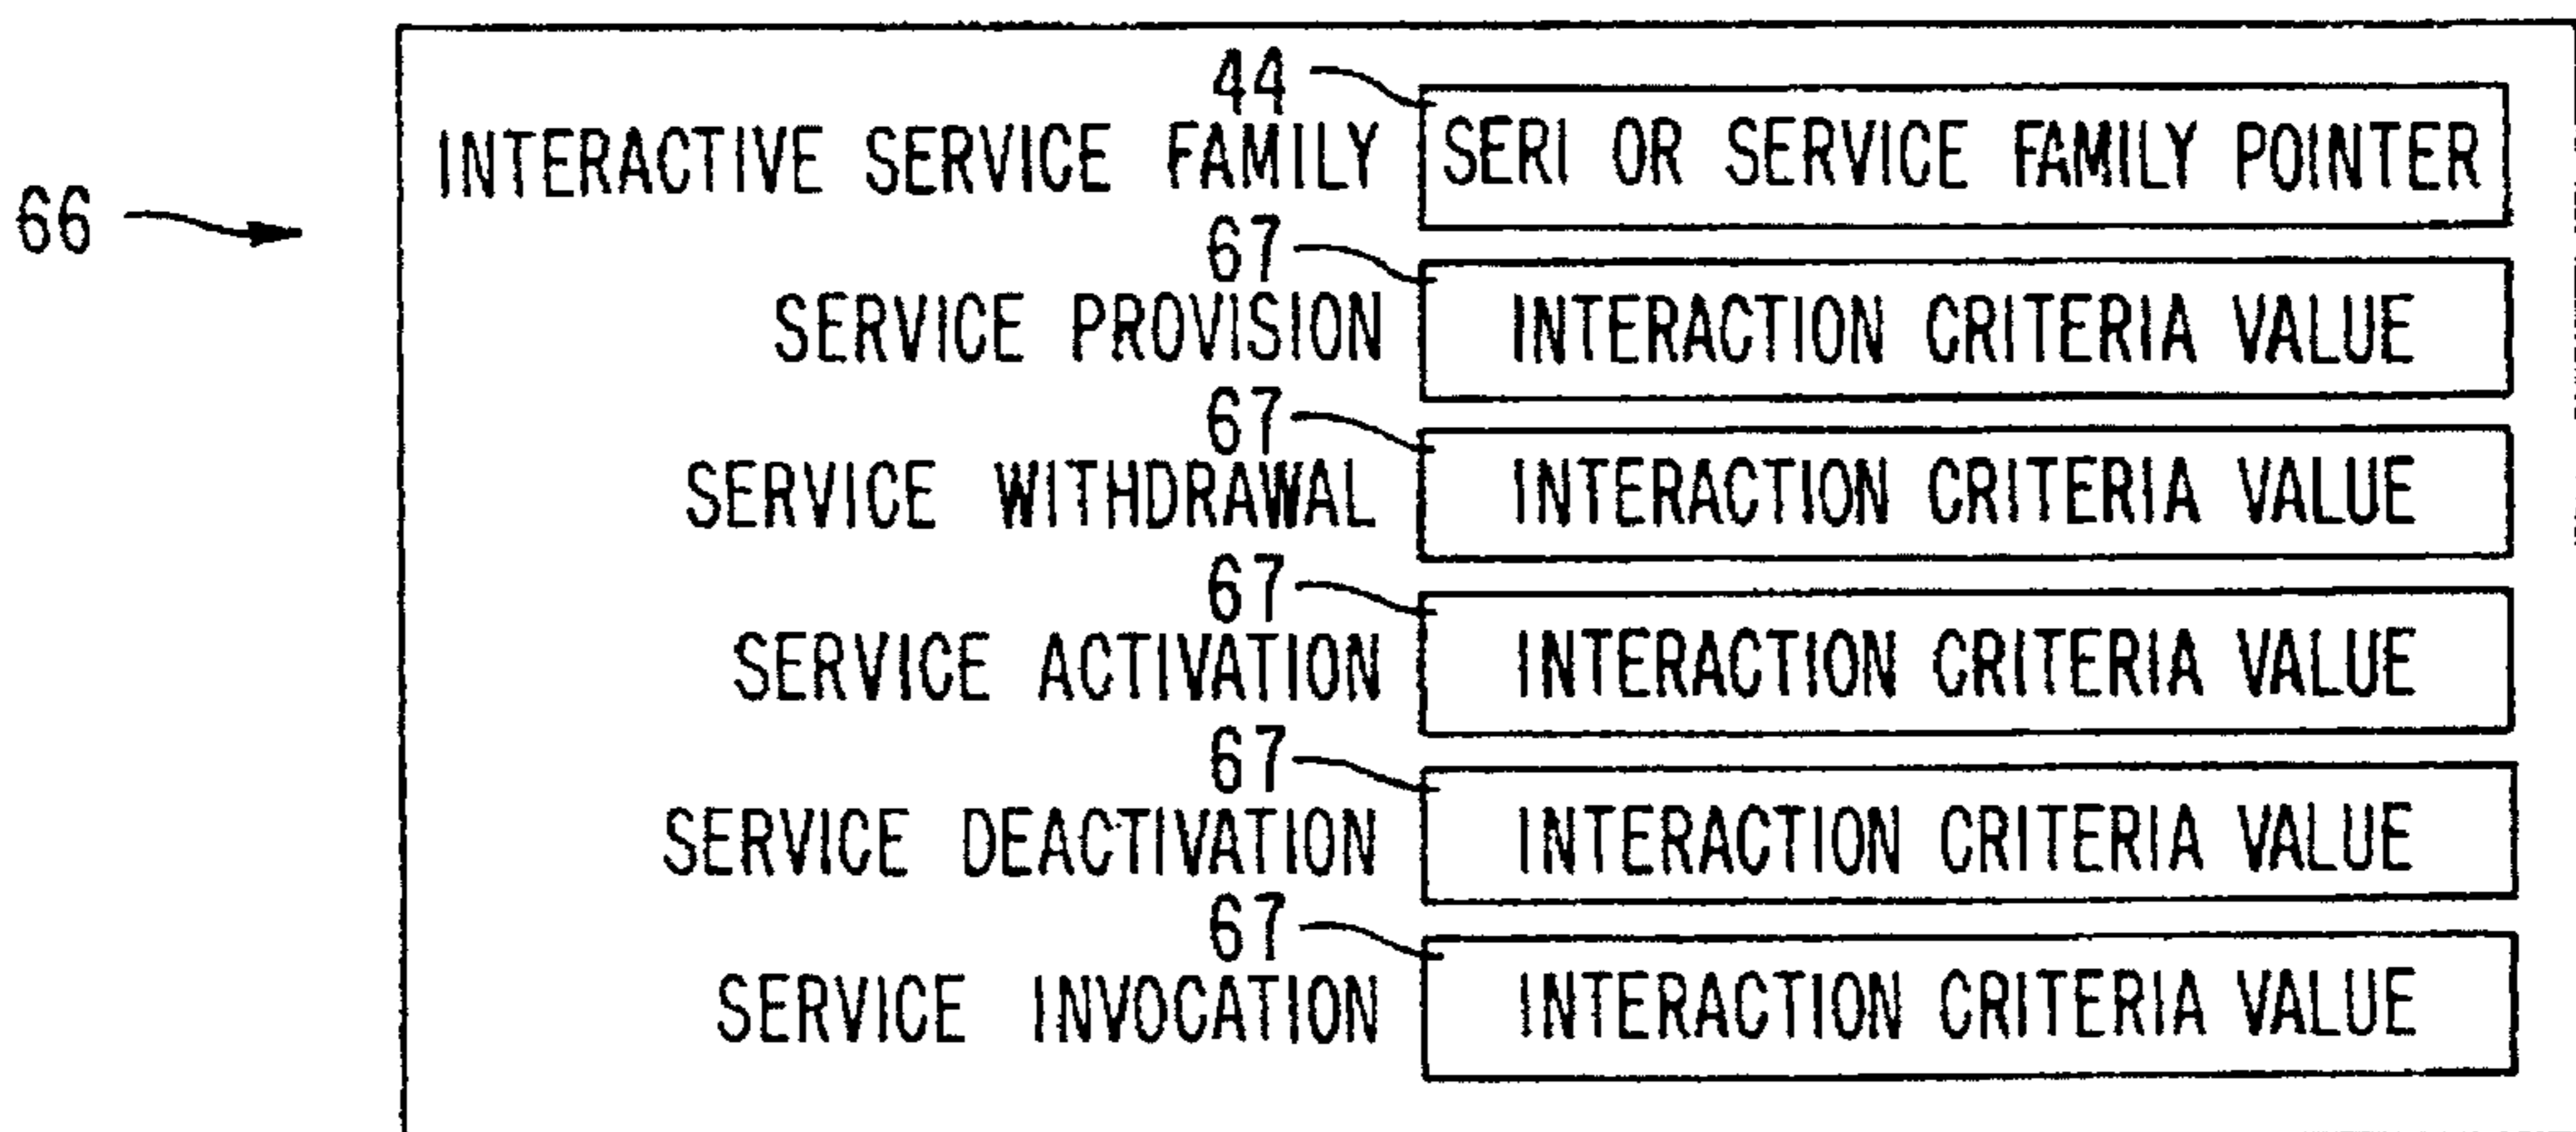 44
INTERACTIVE SERVICE FAMILY SERI OR SERVICE FAMILY POINTER
66
67
SERVICE PROVISION INTERACTION CRITERIA VALUE
67
SERVICE WITHDRAWAL INTERACTION CRITERIA VALUE
67
SERVICE ACTIVATION INTERACTION CRITERIA VALUE
67
SERVICE DEACTIVATION INTERACTION CRITERIA VALUE
67
SERVICE INVOCATION INTERACTION CRITERIA VALUE